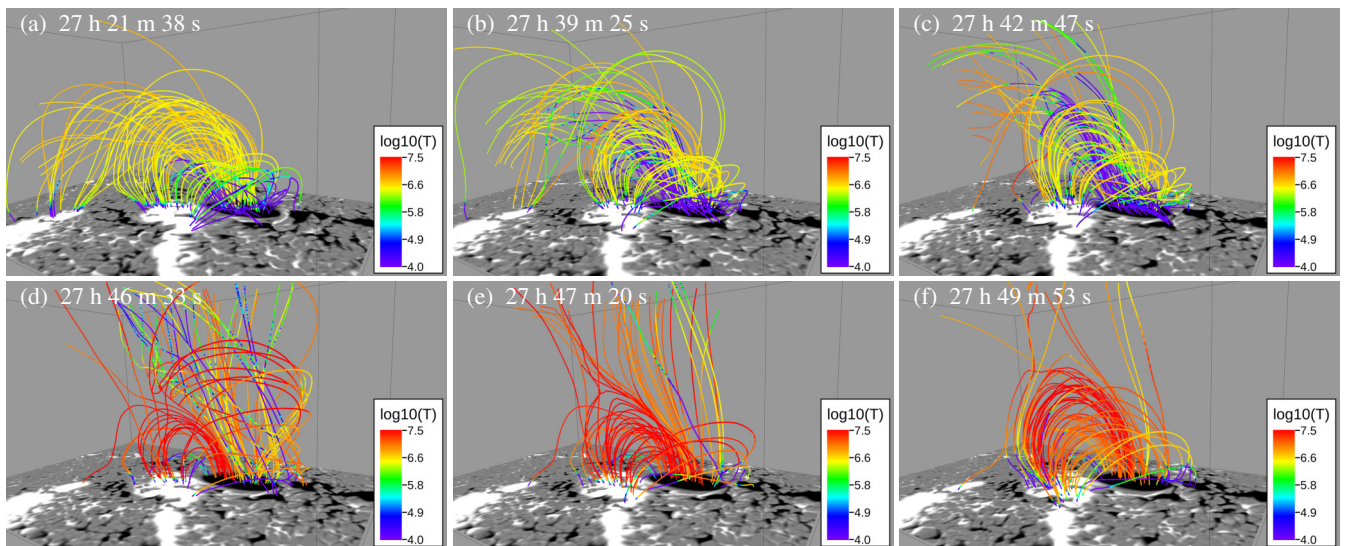 (a) 27 h 21 m 38 s
log10(T)
7.5
6.6
5.8
4.9
4.0
(b) 27 h 39 m 25 s
log10(T)
7.5
6.6
5.8
4.9
4.0
(c) 27 h 42 m 47 s
log10(T)
7.5
6.6
5.8
4.9
4.0
(d) 27 h 46 m 33 s
log10(T)
7.5
6.6
5.8
4.9
4.0
(e) 27 h 47 m 20 s
log10(T)
7.5
6.6
5.8
4.9
4.0
(f) 27 h 49 m 53 s
log10(T)
7.5
6.6
5.8
4.9
4.0